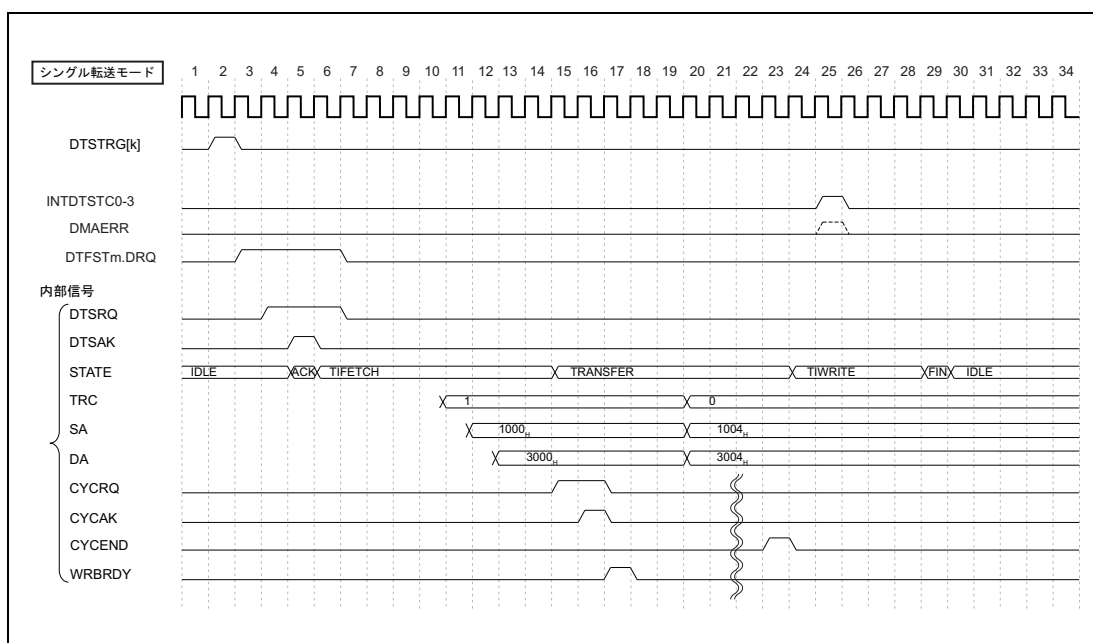 シングル転送モード 1 2 3 4 5 6 7 8 9 10 11 12 13 14 15 16 17 18 19 20 21 22 23 24 25 26 27 28 29 30 31 32 33 34
DTSTRG[k]
INTDTSTC0-3
DMAERR
DTFSTm.DRQ
内部信号
DTSRQ
DTSAK
STATE IDLE ACK TIFETCH TRANSFER TIWRITE FIN IDLE
TRC 1 0
SA 1000H 1004H
DA 3000H 3004H
CYCRQ
CYCAK
CYCEND
WRBRDY